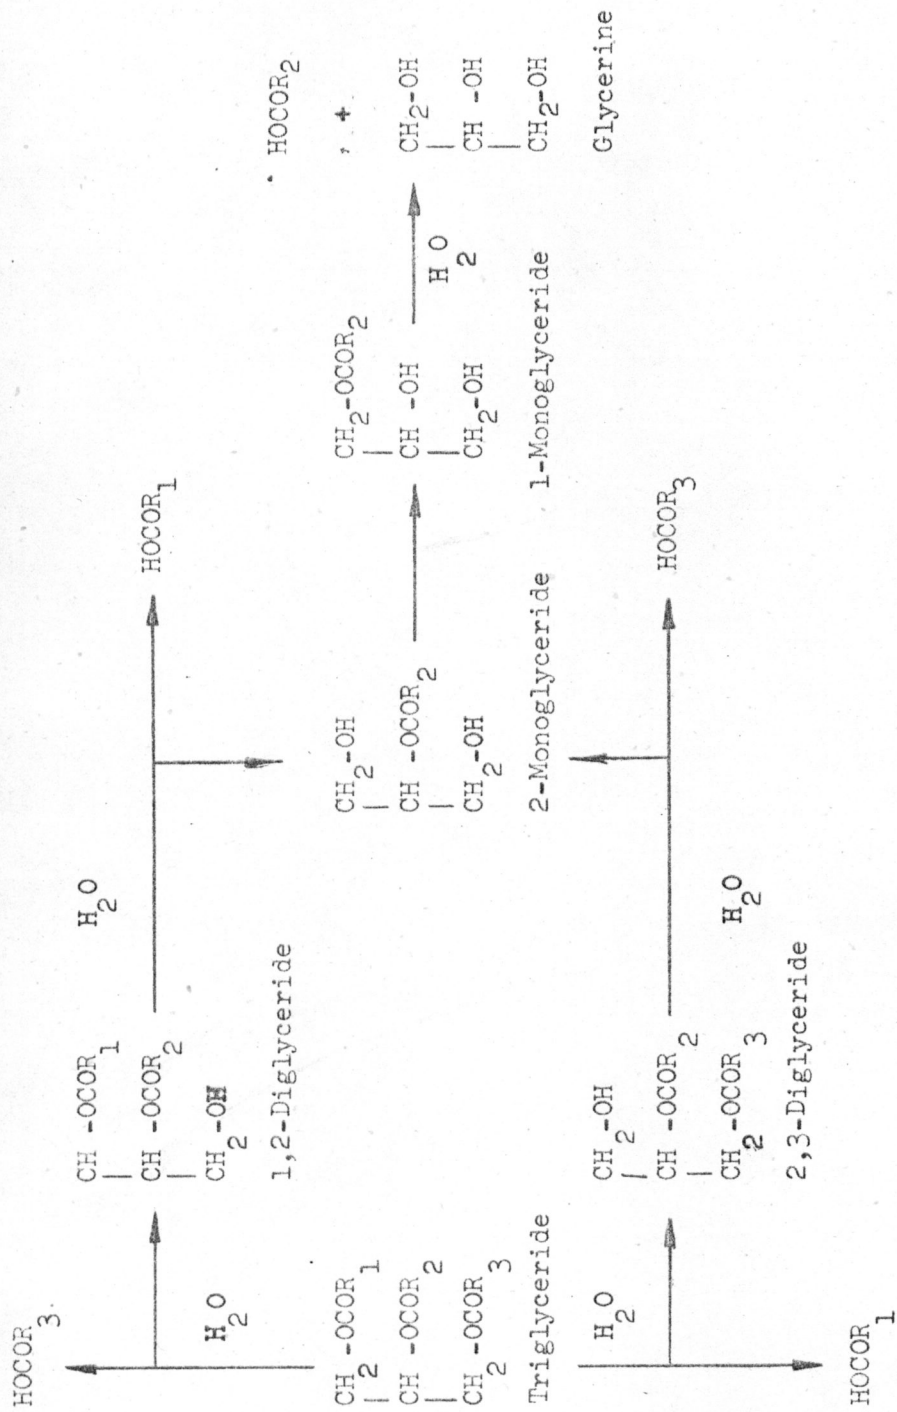 HOCOR3
H2O
CH -OCOR1
CH -OCOR2
CH2-OH
1,2-Diglyceride
H2O
HOCOR1
CH2-OCOR1
CH -OCOR2
CH2-OCOR3
Triglyceride
CH2-OH
CH -OCOR2
CH2-OH
2-Monoglyceride
CH2-OCOR2
CH -OH
CH2-OH
1-Monoglyceride
H2O
HOCOR2
, +
CH2-OH
CH -OH
CH2-OH
Glycerine
H2O
HOCOR1
CH2-OH
CH -OCOR2
CH2-OCOR3
2,3-Diglyceride
H2O
HOCOR3